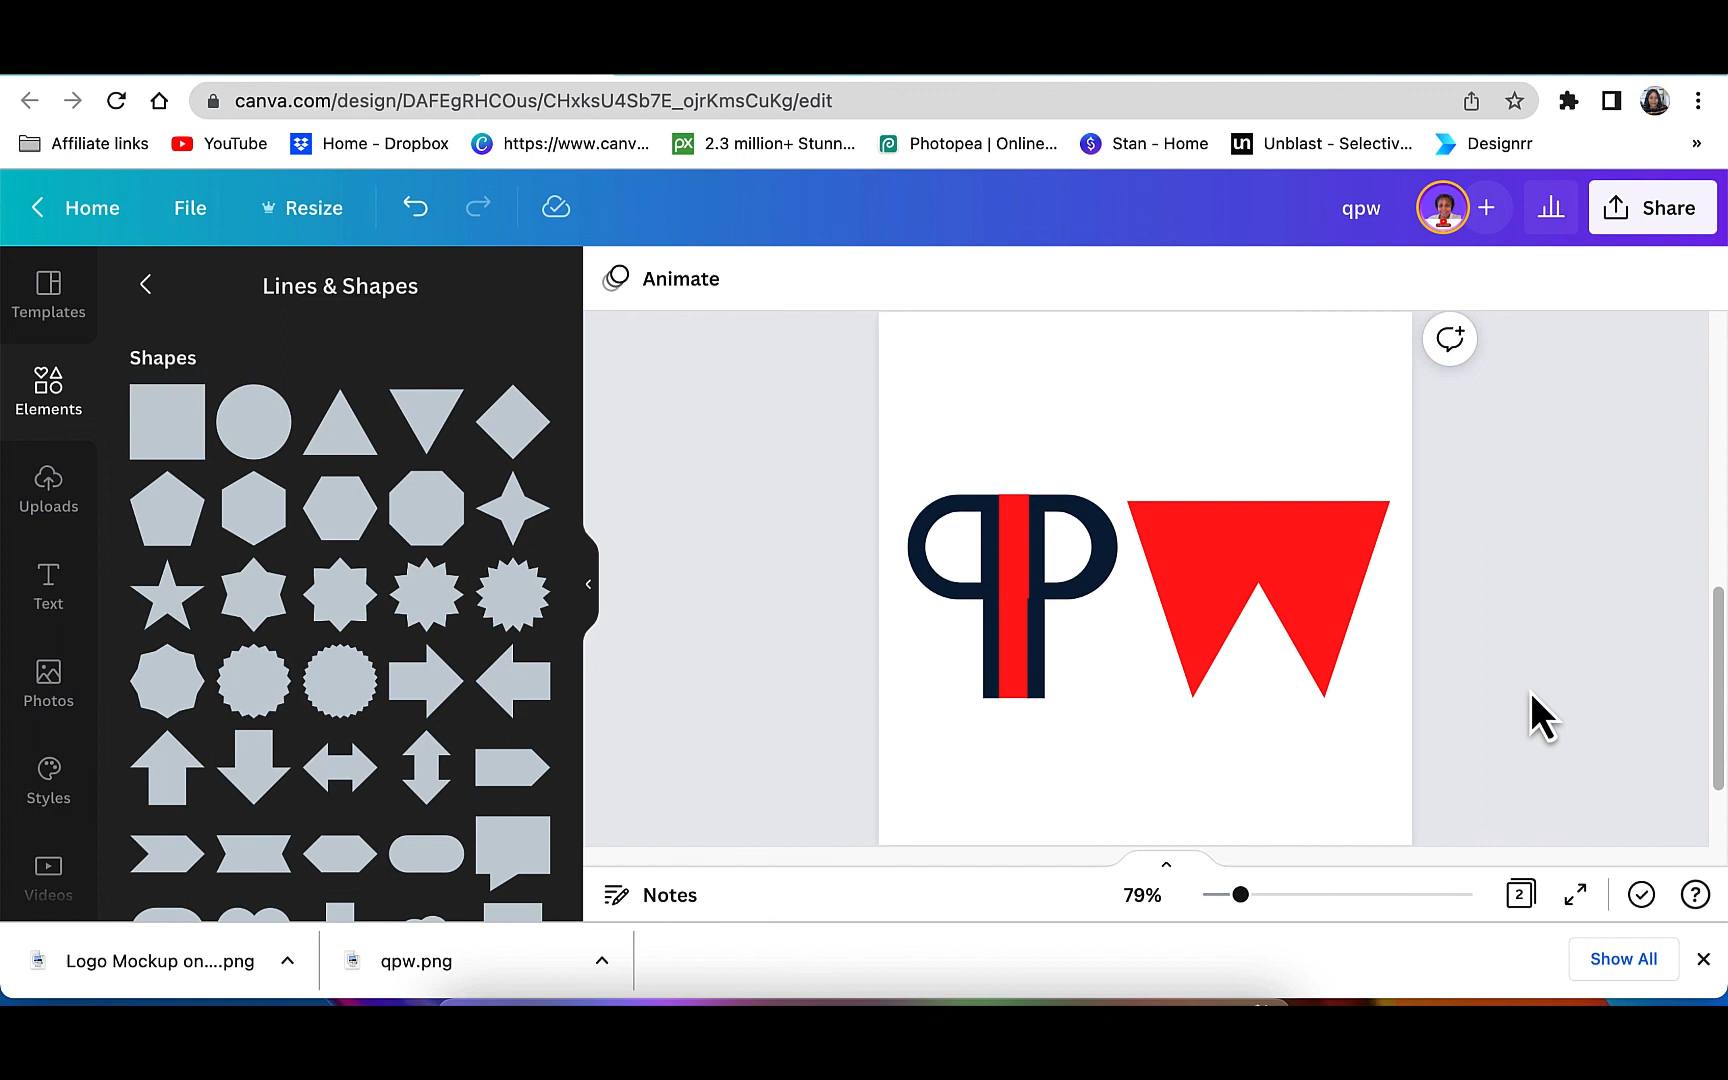 canva.com/design/DAFEgRHCOus/CHxksU4Sb7E_ojrKmsCuKg/edit
Affiliate links YouTube Home - Dropbox https://www.canv... 2.3 million+ Stunn... Photopea | Online... Stan - Home Unblast - Selectiv... Designrr »
Home File Resize qpw + Share
Templates
Elements
Uploads
Text
Photos
Styles
Videos
Lines & Shapes
Shapes
Animate
qpw
Notes 79% 2 ?
Logo Mockup on....png qpw.png Show All